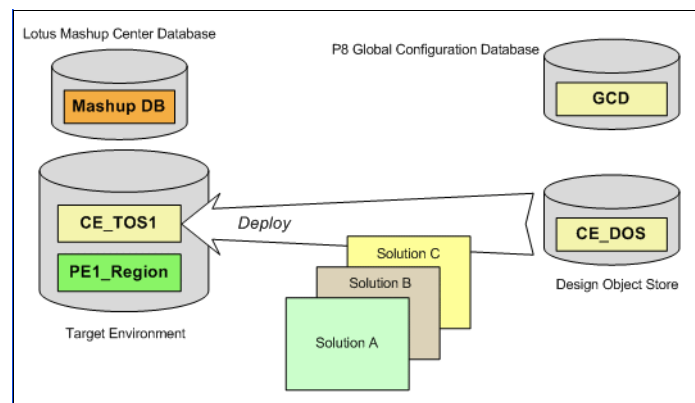 Lotus Mashup Center Database
P8 Global Configuration Database
Mashup DB
GCD
CE_TOS1
Deploy
CE_DOS
PE1_Region
Solution C
Solution B
Solution A
Design Object Store
Target Environment